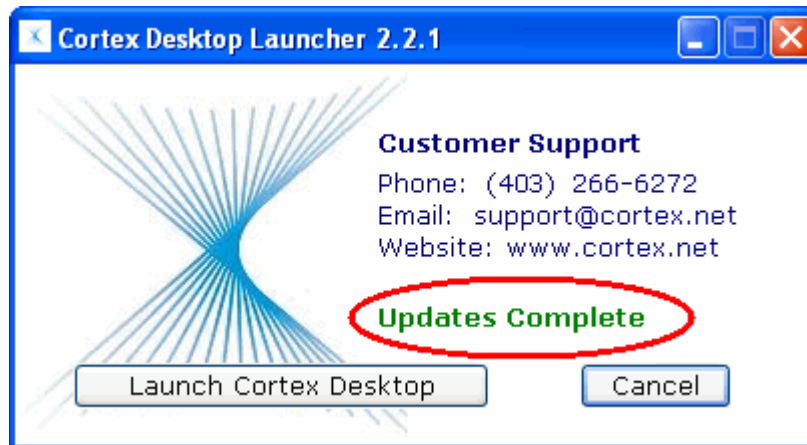 Cortex Desktop Launcher 2.2.1
Customer Support
Phone: (403) 266-6272
Email: support@cortex.net
Website: www.cortex.net
Updates Complete
Launch Cortex Desktop
Cancel